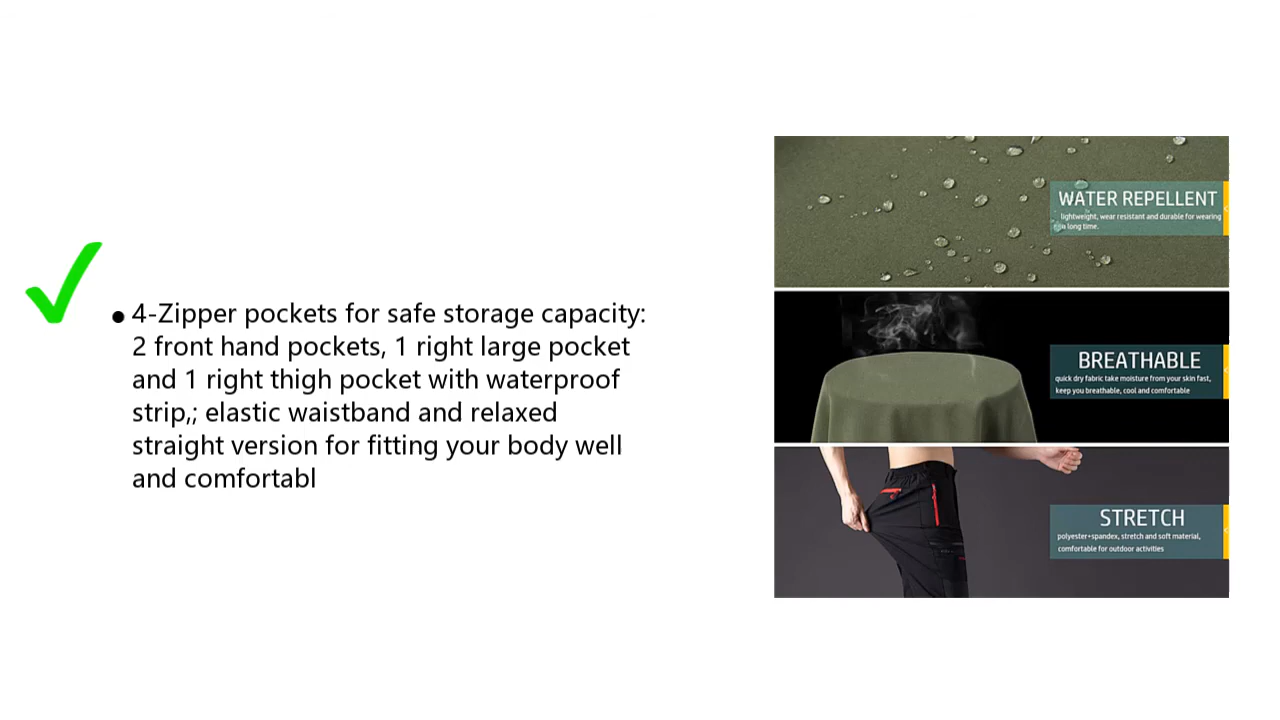 4-Zipper pockets for safe storage capacity:
2 front hand pockets, 1 right large pocket
and 1 right thigh pocket with waterproof
strip,; elastic waistband and relaxed
straight version for fitting your body well
and comfortabl
WATER REPELLENT
lightweight, wear resistant and durable for wearing
a long time.
BREATHABLE
quick dry fabric take moisture from your skin fast,
keep you breathable, cool and comfortable
STRETCH
polyester+spandex, stretch and soft material,
comfortable for outdoor activities